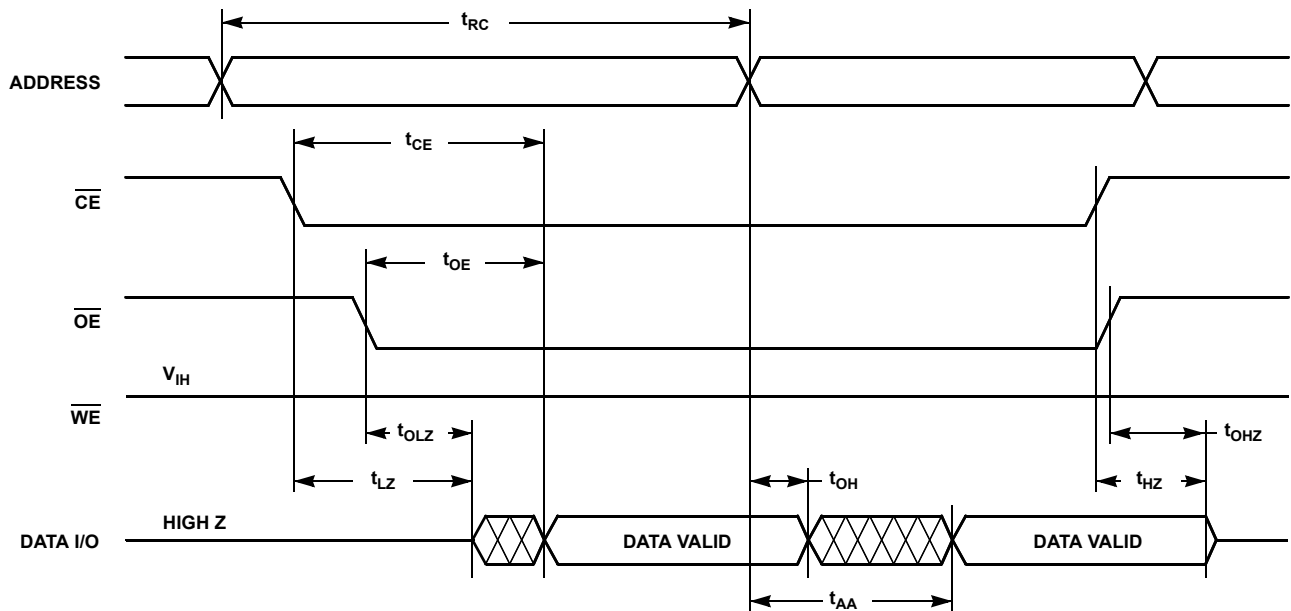 tRC
ADDRESS
tCE
CE
tOE
OE
VIH
WE
tOLZ
tOHZ
tLZ
tOH
tHZ
HIGH Z
DATA I/O
DATA VALID
DATA VALID
tAA